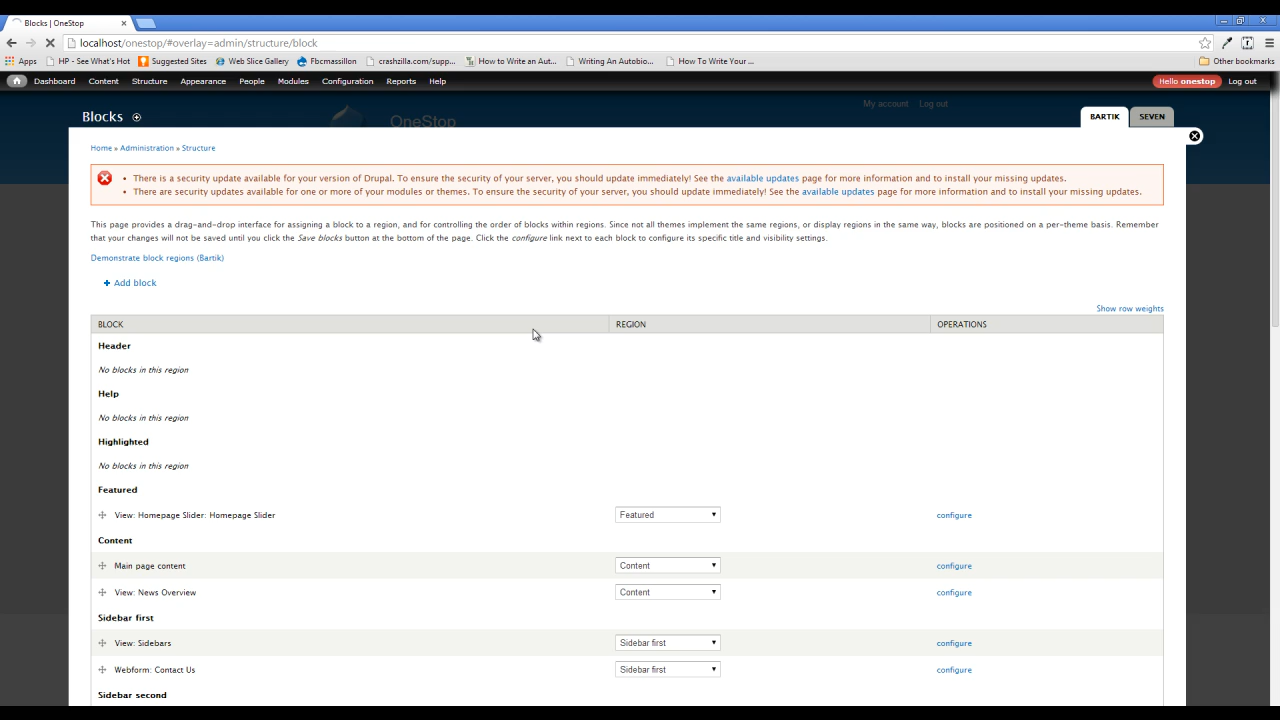 Blocks | OneStop
localhost/onestop/#overlay=admin/structure/block
Apps HP - See What's Hot Suggested Sites Web Slice Gallery Fbcmassillon crashzilla.com/supp... How to Write an Aut... Writing An Autobio... How To Write Your ... Other bookmarks
Dashboard Content Structure Appearance People Modules Configuration Reports Help Hello onestop Log out
My account Log out
OneStop
Blocks BARTIK SEVEN
Home » Administration » Structure
There is a security update available for your version of Drupal. To ensure the security of your server, you should update immediately! See the available updates page for more information and to install your missing updates.
There are security updates available for one or more of your modules or themes. To ensure the security of your server, you should update immediately! See the available updates page for more information and to install your missing updates.
This page provides a drag-and-drop interface for assigning a block to a region, and for controlling the order of blocks within regions. Since not all themes implement the same regions, or display regions in the same way, blocks are positioned on a per-theme basis. Remember
that your changes will not be saved until you click the Save blocks button at the bottom of the page. Click the configure link next to each block to configure its specific title and visibility settings.
Demonstrate block regions (Bartik)
+ Add block
Show row weights
BLOCK REGION OPERATIONS
Header
No blocks in this region
Help
No blocks in this region
Highlighted
No blocks in this region
Featured
View: Homepage Slider: Homepage Slider Featured configure
Content
Main page content Content configure
View: News Overview Content configure
Sidebar first
View: Sidebars Sidebar first configure
Webform: Contact Us Sidebar first configure
Sidebar second